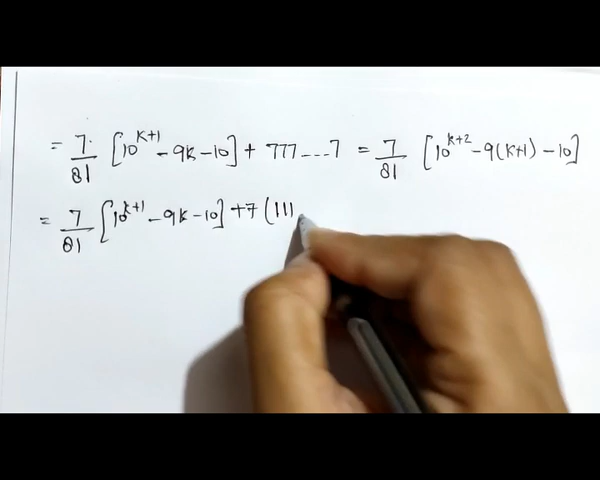 = 7/81 [10^k+1 - 9k - 10] + 777...7 = 7/81 [10^k+2 - 9(k+1) - 10]
= 7/81 [10^k+1 - 9k - 10] + 7 (111